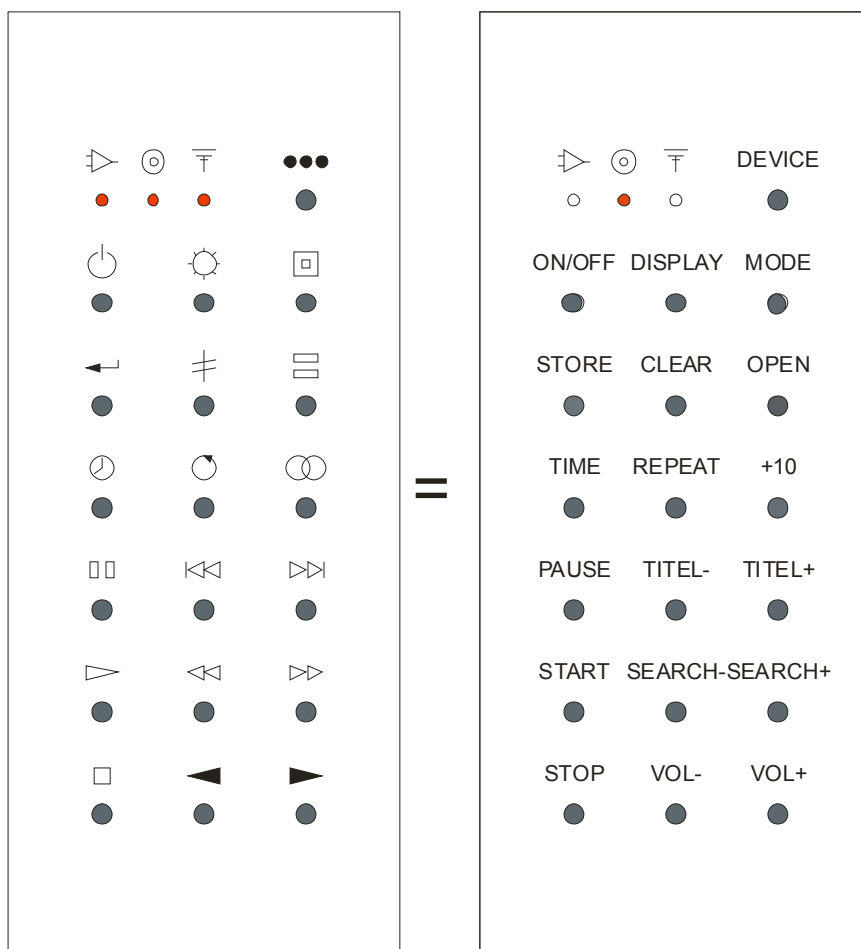 DEVICE
ON/OFF DISPLAY MODE
STORE CLEAR OPEN
TIME REPEAT +10
=
PAUSE TITEL- TITEL+
START SEARCH- SEARCH+
STOP VOL- VOL+